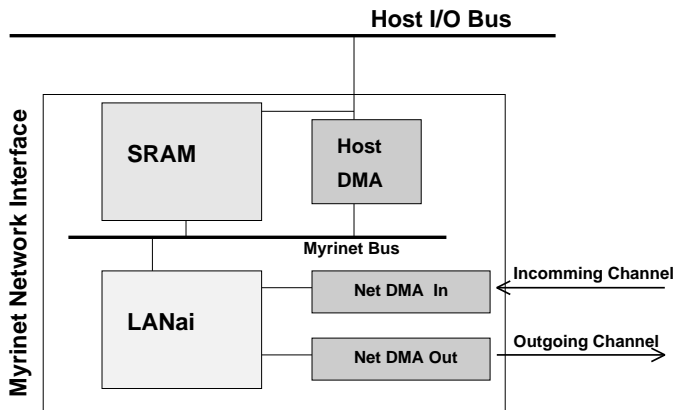 Host I/O Bus
Myrinet Network Interface
SRAM
Host
DMA
Myrinet Bus
LANai
Net DMA In
Incomming Channel
Net DMA Out
Outgoing Channel